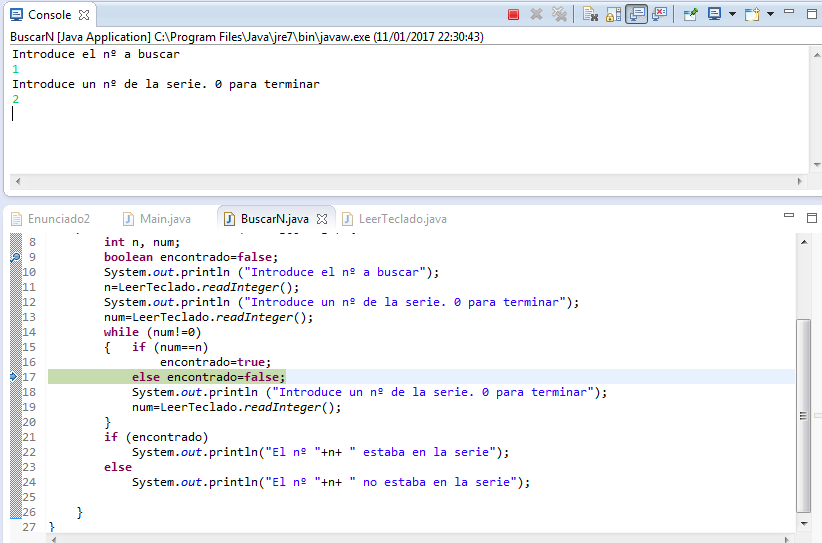 Console
BuscarN [Java Application] C:\Program Files\Java\jre7\bin\javaw.exe (11/01/2017 22:30:43)
Introduce el nº a buscar
1
Introduce un nº de la serie. 0 para terminar
2
Enunciado2 Main.java BuscarN.java LeerTeclado.java
8 int n, num;
9 boolean encontrado=false;
10 System.out.println ("Introduce el nº a buscar");
11 n=LeerTeclado.readInteger();
12 System.out.println ("Introduce un nº de la serie. 0 para terminar");
13 num=LeerTeclado.readInteger();
14 while (num!=0)
15 { if (num==n)
16 encontrado=true;
17 else encontrado=false;
18 System.out.println ("Introduce un nº de la serie. 0 para terminar");
19 num=LeerTeclado.readInteger();
20 }
21 if (encontrado)
22 System.out.println("El nº "+n+ " estaba en la serie");
23 else
24 System.out.println("El nº "+n+ " no estaba en la serie");
25
26 }
27 }